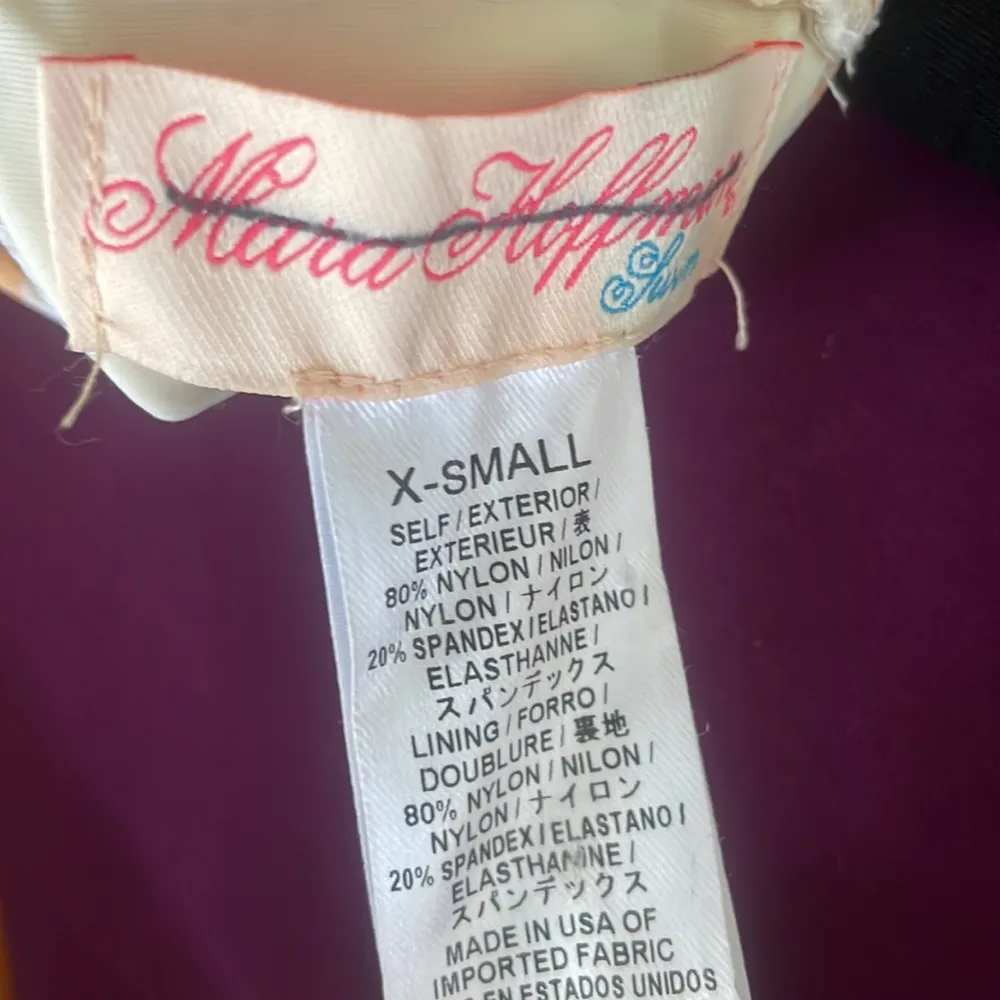 Mara Hoffman
Swim
X-SMALL
SELF / EXTERIOR /
EXTERIEUR / 表
80% NYLON / NILON /
NYLON / ナイロン
20% SPANDEX / ELASTANO /
ELASTHANNE /
スパンデックス
LINING / FORRO /
DOUBLURE / 裏地
80% NYLON / NILON /
NYLON / ナイロン
20% SPANDEX / ELASTANO /
ELASTHANNE /
スパンデックス
MADE IN USA OF
IMPORTED FABRIC
EN ESTADOS UNIDOS